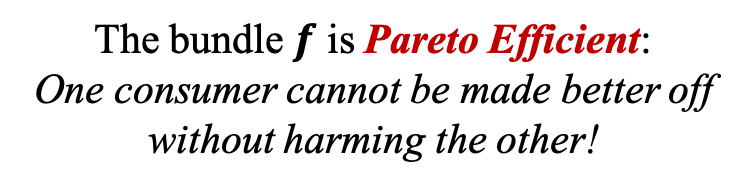 The bundle f is Pareto Efficient:
One consumer cannot be made better off
without harming the other!